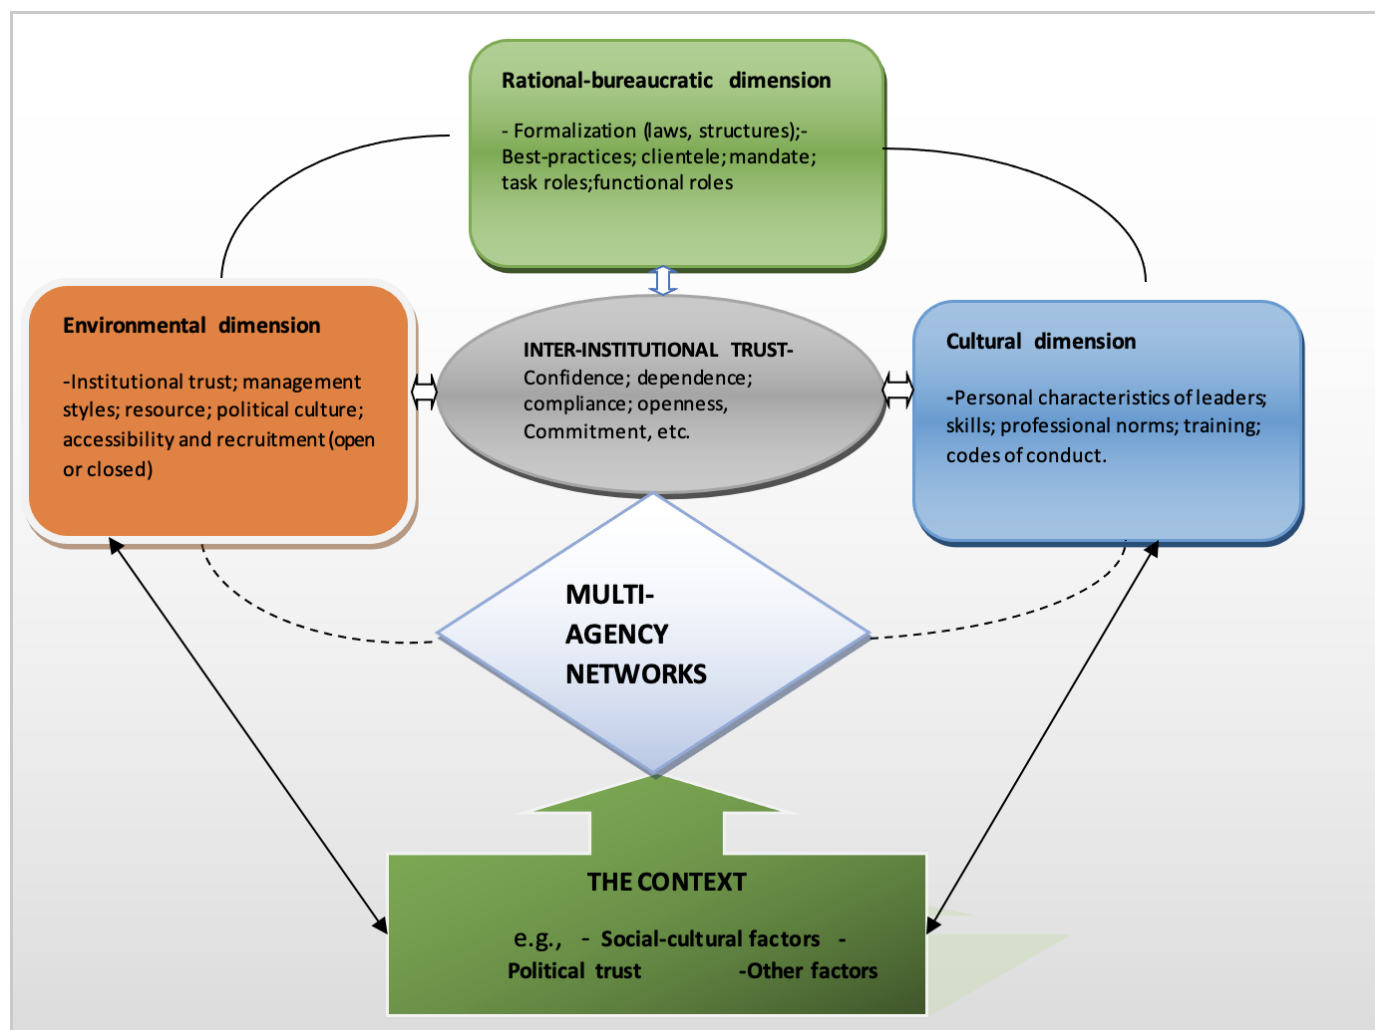 Rational-bureaucratic dimension
- Formalization (laws, structures);-
Best-practices; clientele; mandate;
task roles;functional roles
Environmental dimension
-Institutional trust; management
styles; resource; political culture;
accessibility and recruitment (open
or closed)
INTER-INSTITUTIONAL TRUST-
Confidence; dependence;
compliance; openness,
Commitment, etc.
Cultural dimension
-Personal characteristics of leaders;
skills; professional norms; training;
codes of conduct.
MULTI-
AGENCY
NETWORKS
THE CONTEXT
e.g., - Social-cultural factors -
Political trust -Other factors